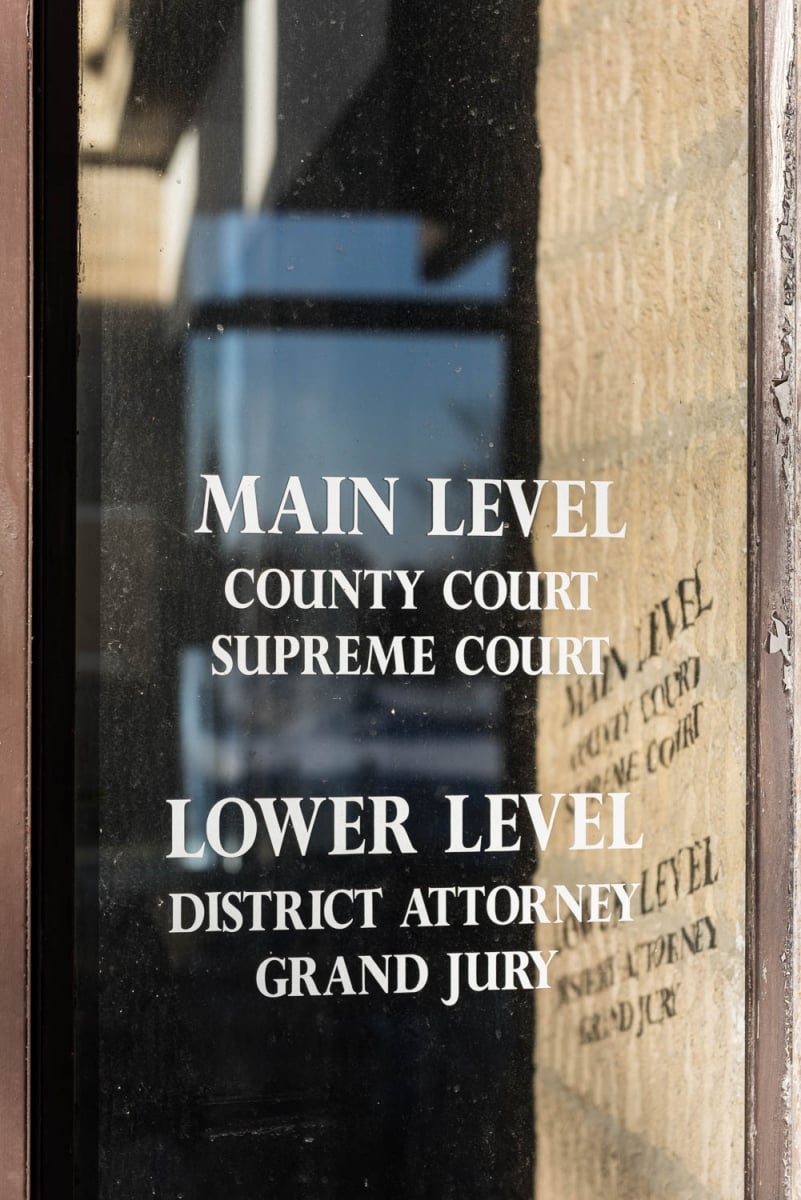 MAIN LEVEL
COUNTY COURT
SUPREME COURT
LOWER LEVEL
DISTRICT ATTORNEY
GRAND JURY